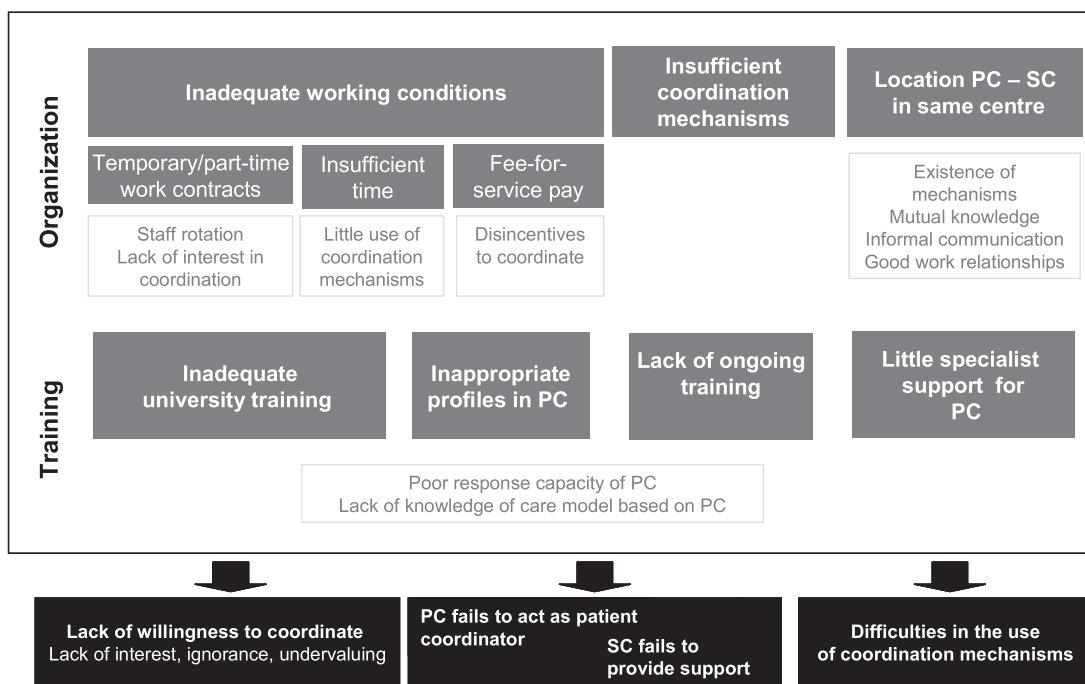 Organization
Inadequate working conditions
Insufficient
coordination
mechanisms
Location PC – SC
in same centre
Temporary/part-time
work contracts
Insufficient
time
Fee-for-
service pay
Staff rotation
Lack of interest in
coordination
Little use of
coordination
mechanisms
Disincentives
to coordinate
Existence of
mechanisms
Mutual knowledge
Informal communication
Good work relationships
Training
Inadequate
university training
Inappropriate
profiles in PC
Lack of ongoing
training
Little specialist
support for
PC
Poor response capacity of PC
Lack of knowledge of care model based on PC
Lack of willingness to coordinate
Lack of interest, ignorance, undervaluing
PC fails to act as patient
coordinator
SC fails to
provide support
Difficulties in the use
of coordination mechanisms